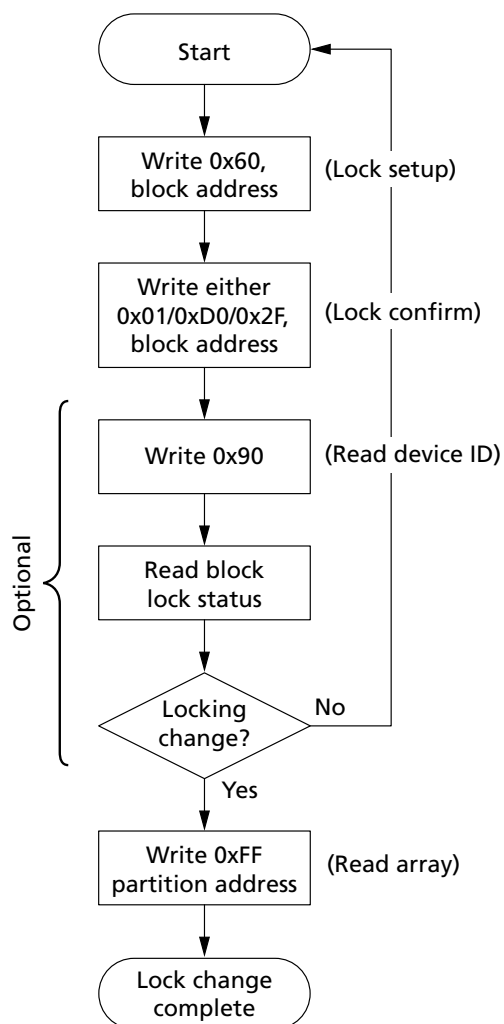 Start
Write 0x60,
block address
(Lock setup)
Write either
0x01/0xD0/0x2F,
block address
(Lock confirm)
Optional
Write 0x90
(Read device ID)
Read block
lock status
Locking
change?
No
Yes
Write 0xFF
partition address
(Read array)
Lock change
complete